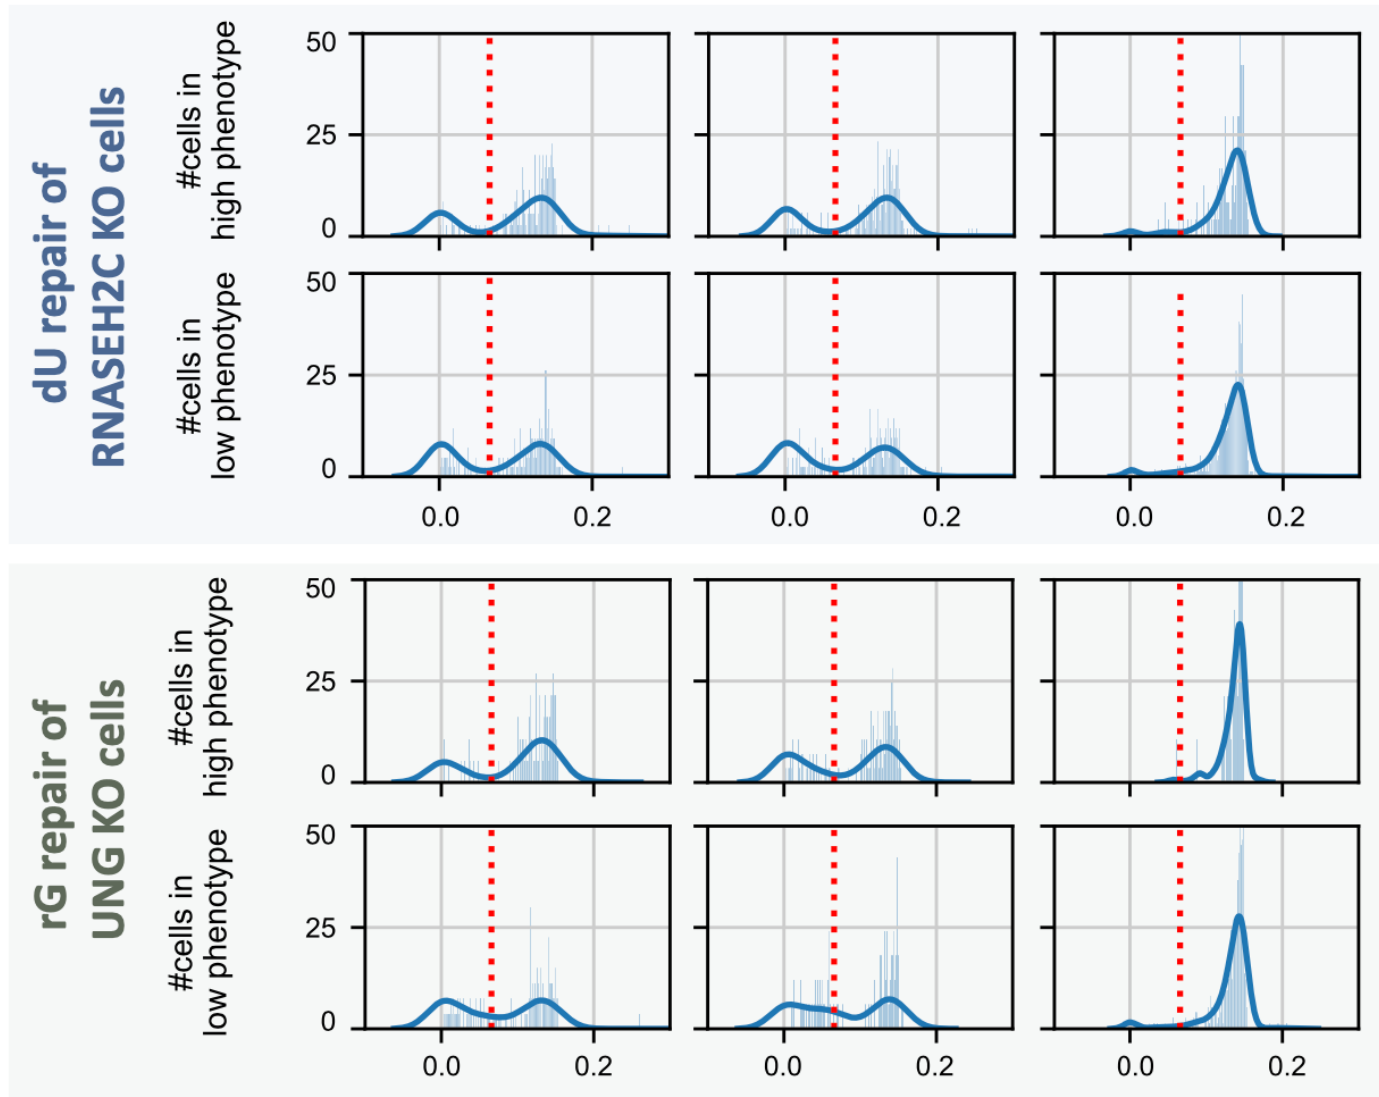 dU repair of
RNASEH2C KO cells
#cells in
high phenotype
50
25
0
#cells in
low phenotype
50
25
0
0.0 0.2 0.0 0.2 0.0 0.2
rG repair of
UNG KO cells
#cells in
high phenotype
50
25
0
#cells in
low phenotype
50
25
0
0.0 0.2 0.0 0.2 0.0 0.2